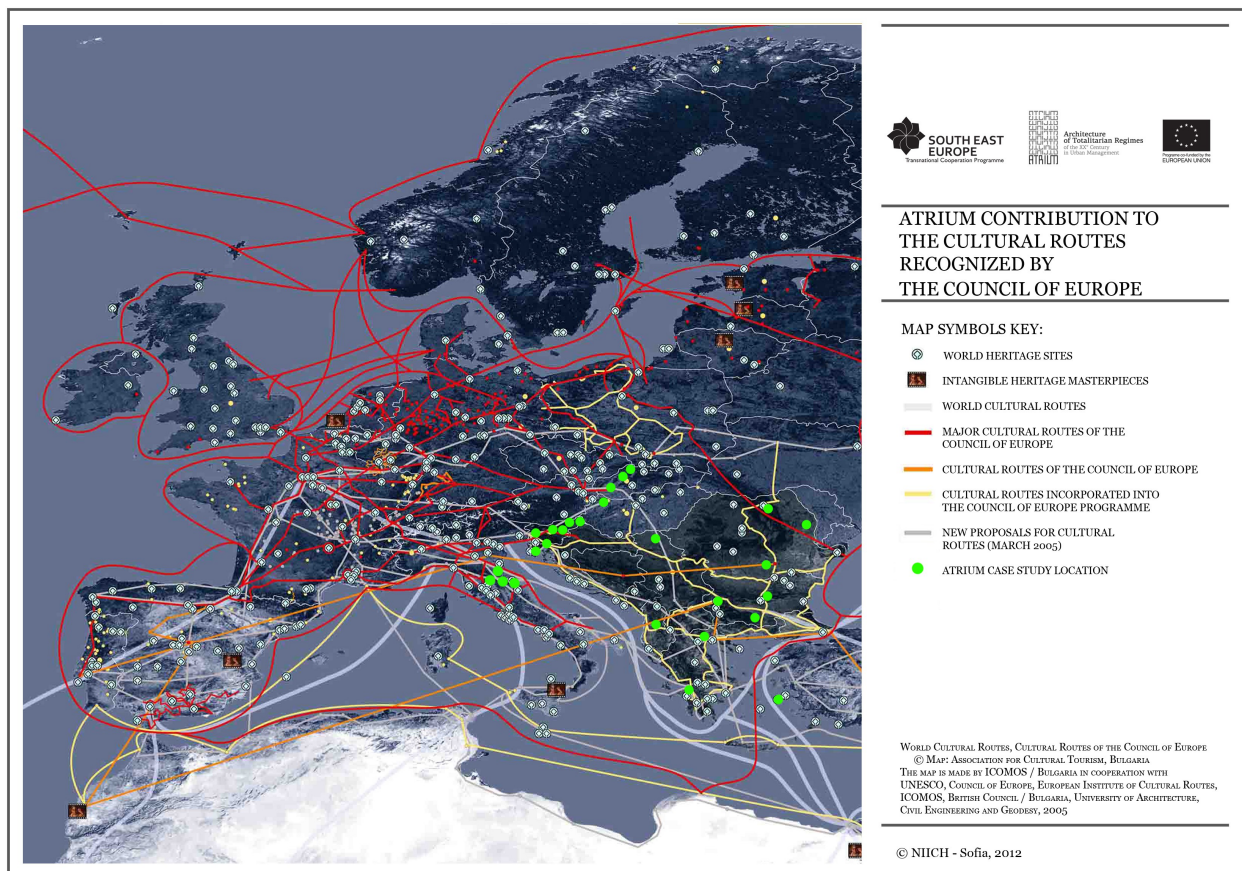 SOUTH EAST
EUROPE
Transnational Cooperation Programme
ATRIUM
Architecture
of Totalitarian Regimes
of the XX° Century
in Urban Management
Programme co-funded by the
EUROPEAN UNION
ATRIUM CONTRIBUTION TO
THE CULTURAL ROUTES
RECOGNIZED BY
THE COUNCIL OF EUROPE
MAP SYMBOLS KEY:
WORLD HERITAGE SITES
INTANGIBLE HERITAGE MASTERPIECES
WORLD CULTURAL ROUTES
MAJOR CULTURAL ROUTES OF THE
COUNCIL OF EUROPE
CULTURAL ROUTES OF THE COUNCIL OF EUROPE
CULTURAL ROUTES INCORPORATED INTO
THE COUNCIL OF EUROPE PROGRAMME
NEW PROPOSALS FOR CULTURAL
ROUTES (MARCH 2005)
ATRIUM CASE STUDY LOCATION
World Cultural Routes, Cultural Routes of the Council of Europe
© Map: Association for Cultural Tourism, Bulgaria
The map is made by ICOMOS / Bulgaria in cooperation with
UNESCO, Council of Europe, European Institute of Cultural Routes,
ICOMOS, British Council / Bulgaria, University of Architecture,
Civil Engineering and Geodesy, 2005
© NIICH - Sofia, 2012